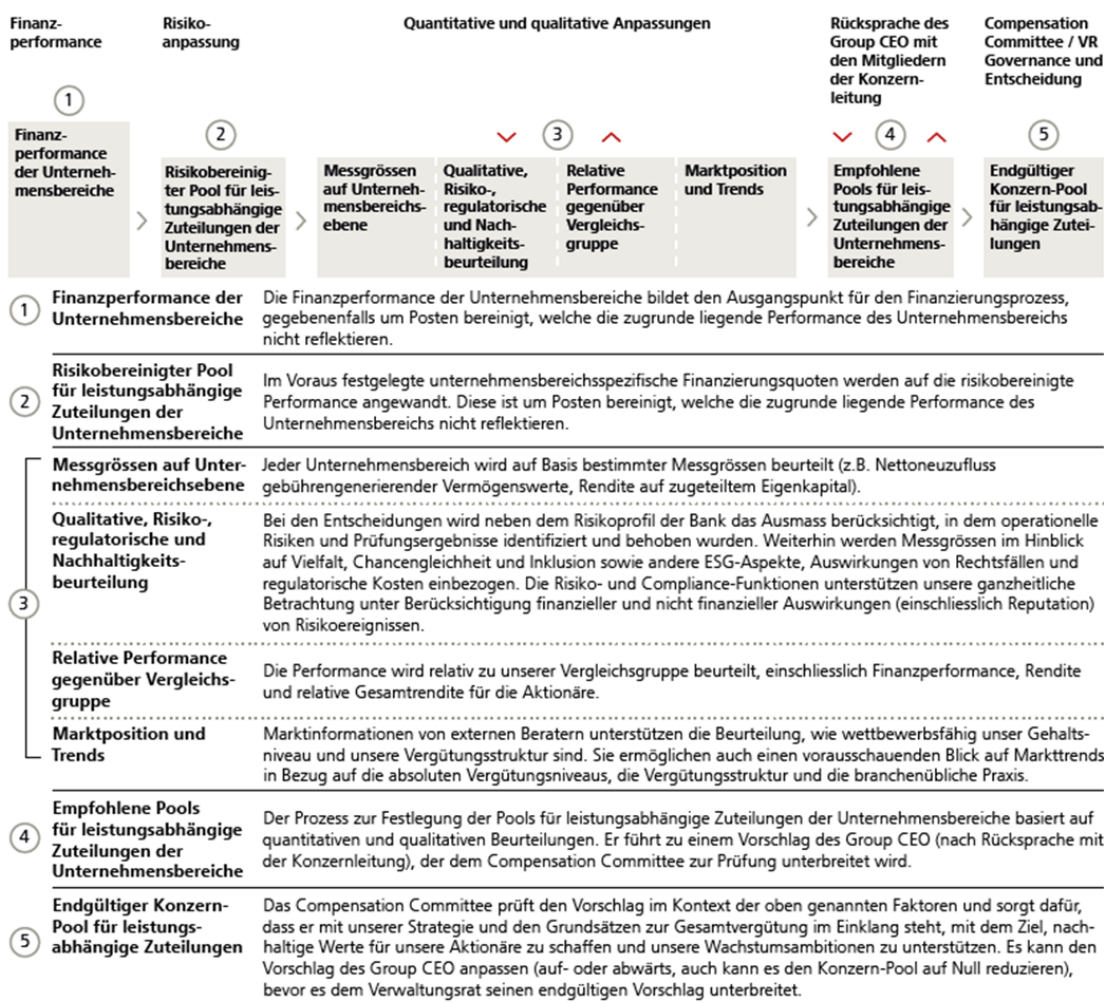 Finanz-
performance
Risiko-
anpassung
Quantitative und qualitative Anpassungen
Rücksprache des
Group CEO mit
den Mitgliedern
der Konzern-
leitung
Compensation
Committee / VR
Governance und
Entscheidung
1
Finanz-
performance
der Unterneh-
mensbereiche
2
Risikobereinig-
ter Pool für leis-
tungsabhängige
Zuteilungen der
Unternehmens-
bereiche
3
Messgrössen
auf Unterneh-
mensbereichs-
ebene
Qualitative,
Risiko-,
regulatorische
und Nach-
haltigkeits-
beurteilung
Relative
Performance
gegenüber
Vergleichs-
gruppe
Marktposition
und Trends
4
Empfohlene
Pools für leis-
tungsabhängige
Zuteilungen der
Unternehmens-
bereiche
5
Endgültiger
Konzern-Pool
für leistungsab-
hängige Zutei-
lungen
1
Finanzperformance der
Unternehmensbereiche
Die Finanzperformance der Unternehmensbereiche bildet den Ausgangspunkt für den Finanzierungsprozess,
gegebenenfalls um Posten bereinigt, welche die zugrunde liegende Performance des Unternehmensbereichs
nicht reflektieren.
2
Risikobereinigter Pool
für leistungsabhängige
Zuteilungen der
Unternehmensbereiche
Im Voraus festgelegte unternehmensbereichsspezifische Finanzierungsquoten werden auf die risikobereinigte
Performance angewandt. Diese ist um Posten bereinigt, welche die zugrunde liegende Performance des
Unternehmensbereichs nicht reflektieren.
3
Messgrössen auf Unter-
nehmensbereichsebene
Jeder Unternehmensbereich wird auf Basis bestimmter Messgrössen beurteilt (z.B. Nettoneuzufluss
gebührengenerierender Vermögenswerte, Rendite auf zugeteiltem Eigenkapital).
Qualitative, Risiko-,
regulatorische und
Nachhaltigkeits-
beurteilung
Bei den Entscheidungen wird neben dem Risikoprofil der Bank das Ausmass berücksichtigt, in dem operationelle
Risiken und Prüfungsergebnisse identifiziert und behoben wurden. Weiterhin werden Messgrössen im Hinblick
auf Vielfalt, Chancengleichheit und Inklusion sowie andere ESG-Aspekte, Auswirkungen von Rechtsfällen und
regulatorische Kosten einbezogen. Die Risiko- und Compliance-Funktionen unterstützen unsere ganzheitliche
Betrachtung unter Berücksichtigung finanzieller und nicht finanzieller Auswirkungen (einschliesslich Reputation)
von Risikoereignissen.
Relative Performance
gegenüber Vergleichs-
gruppe
Die Performance wird relativ zu unserer Vergleichsgruppe beurteilt, einschliesslich Finanzperformance, Rendite
und relative Gesamtrendite für die Aktionäre.
Marktposition und
Trends
Marktinformationen von externen Beratern unterstützen die Beurteilung, wie wettbewerbsfähig unser Gehalts-
niveau und unsere Vergütungsstruktur sind. Sie ermöglichen auch einen vorausschauenden Blick auf Markttrends
in Bezug auf die absoluten Vergütungsniveaus, die Vergütungsstruktur und die branchenübliche Praxis.
4
Empfohlene Pools
für leistungsabhängige
Zuteilungen der
Unternehmensbereiche
Der Prozess zur Festlegung der Pools für leistungsabhängige Zuteilungen der Unternehmensbereiche basiert auf
quantitativen und qualitativen Beurteilungen. Er führt zu einem Vorschlag des Group CEO (nach Rücksprache mit
der Konzernleitung), der dem Compensation Committee zur Prüfung unterbreitet wird.
5
Endgültiger Konzern-
Pool für leistungs-
abhängige Zuteilungen
Das Compensation Committee prüft den Vorschlag im Kontext der oben genannten Faktoren und sorgt dafür,
dass er mit unserer Strategie und den Grundsätzen zur Gesamtvergütung im Einklang steht, mit dem Ziel, nach-
haltige Werte für unsere Aktionäre zu schaffen und unsere Wachstumsambitionen zu unterstützen. Es kann den
Vorschlag des Group CEO anpassen (auf- oder abwärts, auch kann es den Konzern-Pool auf Null reduzieren),
bevor es dem Verwaltungsrat seinen endgültigen Vorschlag unterbreitet.